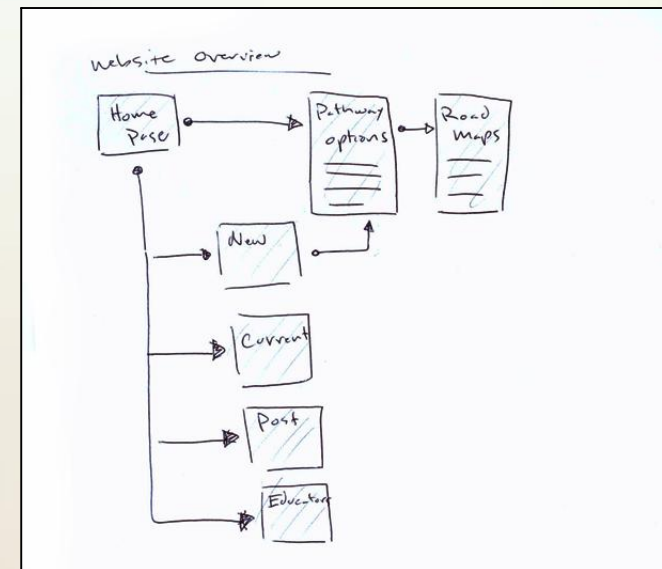 Website Overview
Home
Page
Pathway
options
Road
Maps
New
Current
Post
Educators